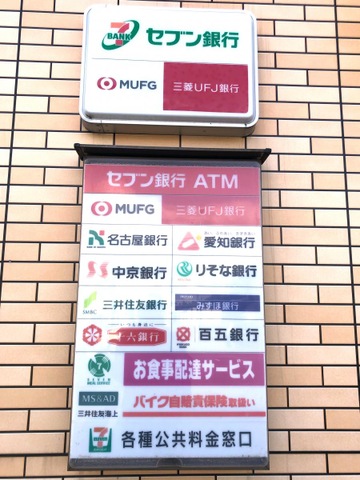 7 BANK セブン銀行
MUFG 三菱UFJ銀行
セブン銀行 ATM
MUFG 三菱UFJ銀行
名古屋銀行 愛知銀行
中京銀行 りそな銀行
SMBC 三井住友銀行 みずほ銀行
十六銀行 百五銀行
お食事配達サービス
MS&AD 三井住友海上 バイク自賠責保険取扱い
各種公共料金窓口